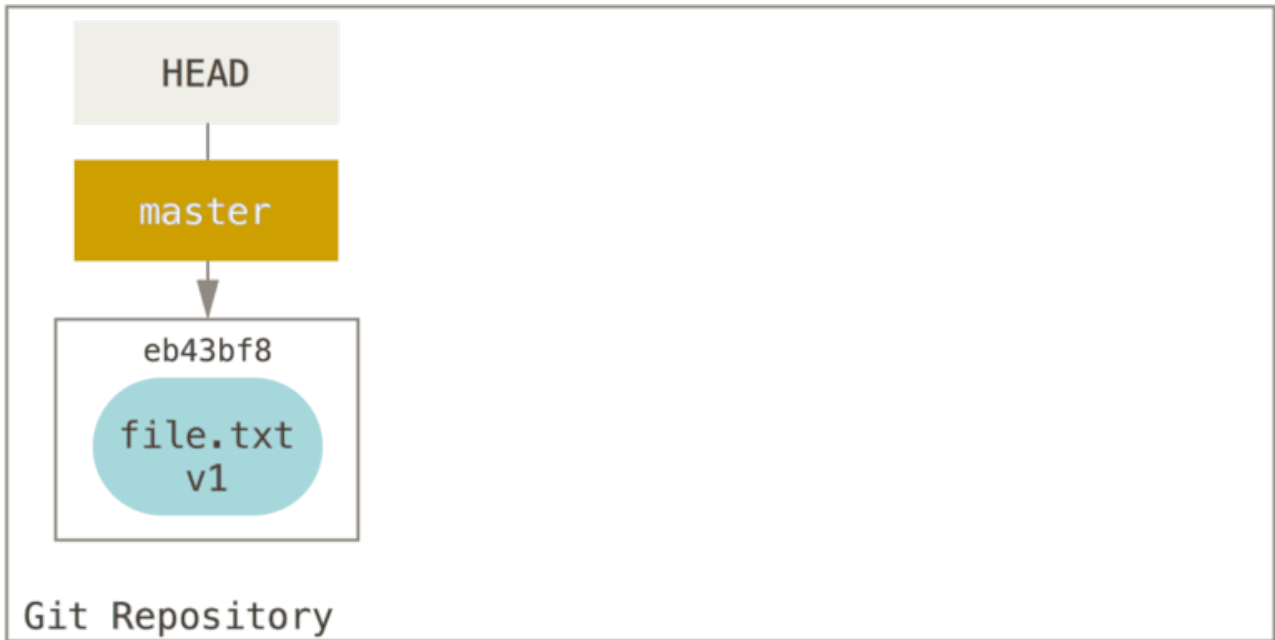 HEAD
master
eb43bf8
file.txt
v1
Git Repository